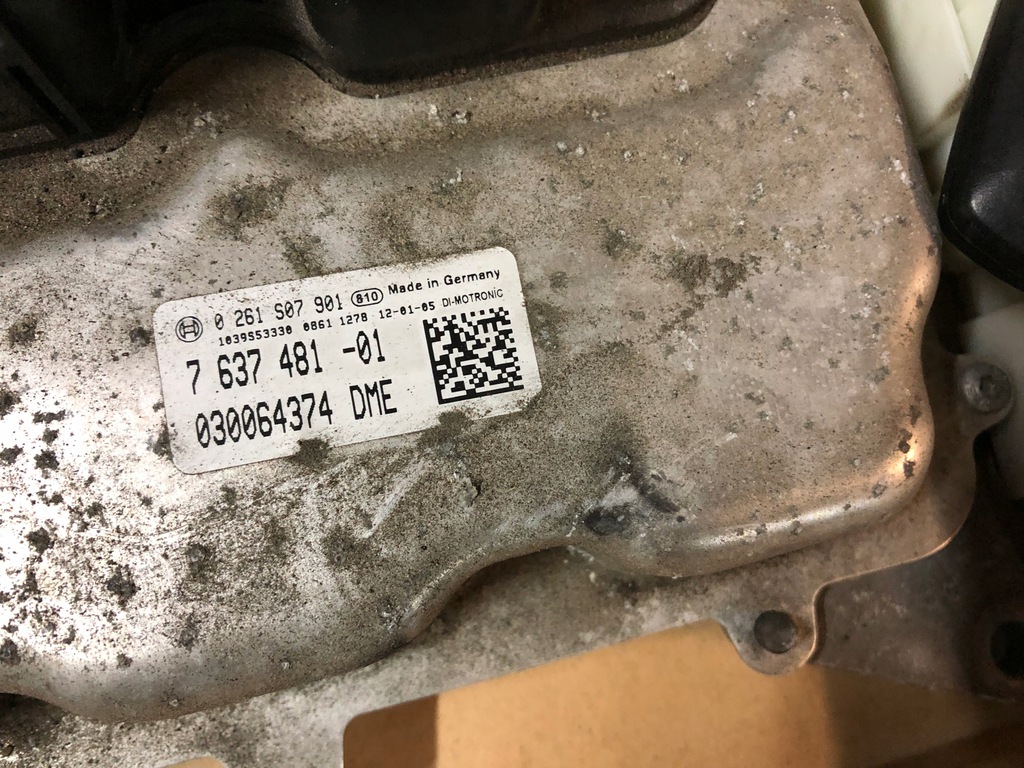 0 261 S07 901 810 Made in Germany
1039S53330 0861 1278 12-01-05 DI-MOTRONIC
7 637 481 -01
030064374 DME